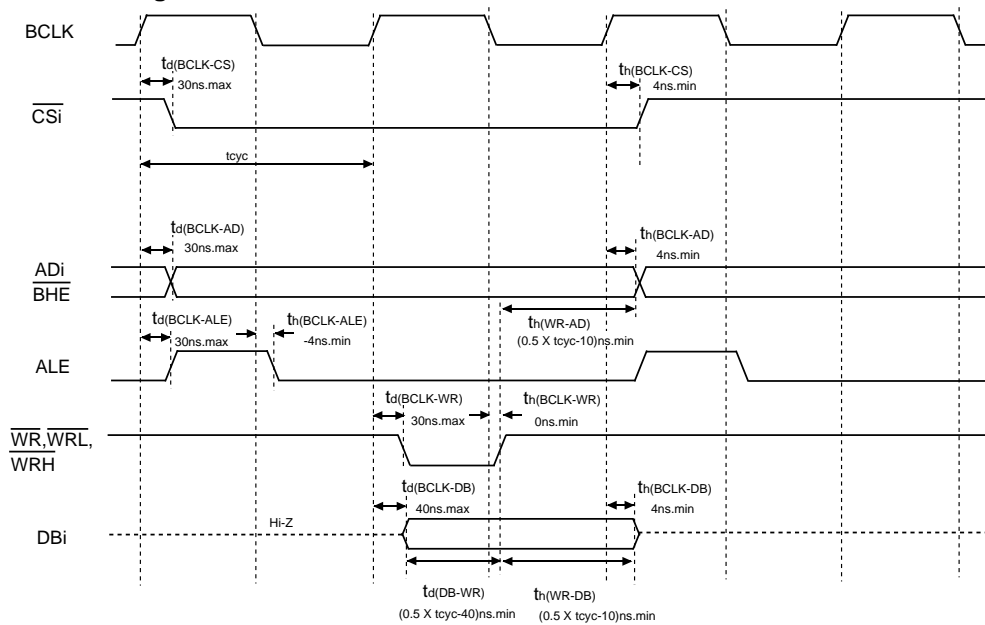 BCLK
td(BCLK-CS)
30ns.max
th(BCLK-CS)
4ns.min
CSi
tcyc
td(BCLK-AD)
30ns.max
th(BCLK-AD)
4ns.min
ADi
BHE
td(BCLK-ALE)
30ns.max
th(BCLK-ALE)
-4ns.min
th(WR-AD)
(0.5 X tcyc-10)ns.min
ALE
td(BCLK-WR)
30ns.max
th(BCLK-WR)
0ns.min
WR,WRL,
WRH
td(BCLK-DB)
40ns.max
th(BCLK-DB)
4ns.min
Hi-Z
DBi
td(DB-WR)
(0.5 X tcyc-40)ns.min
th(WR-DB)
(0.5 X tcyc-10)ns.min